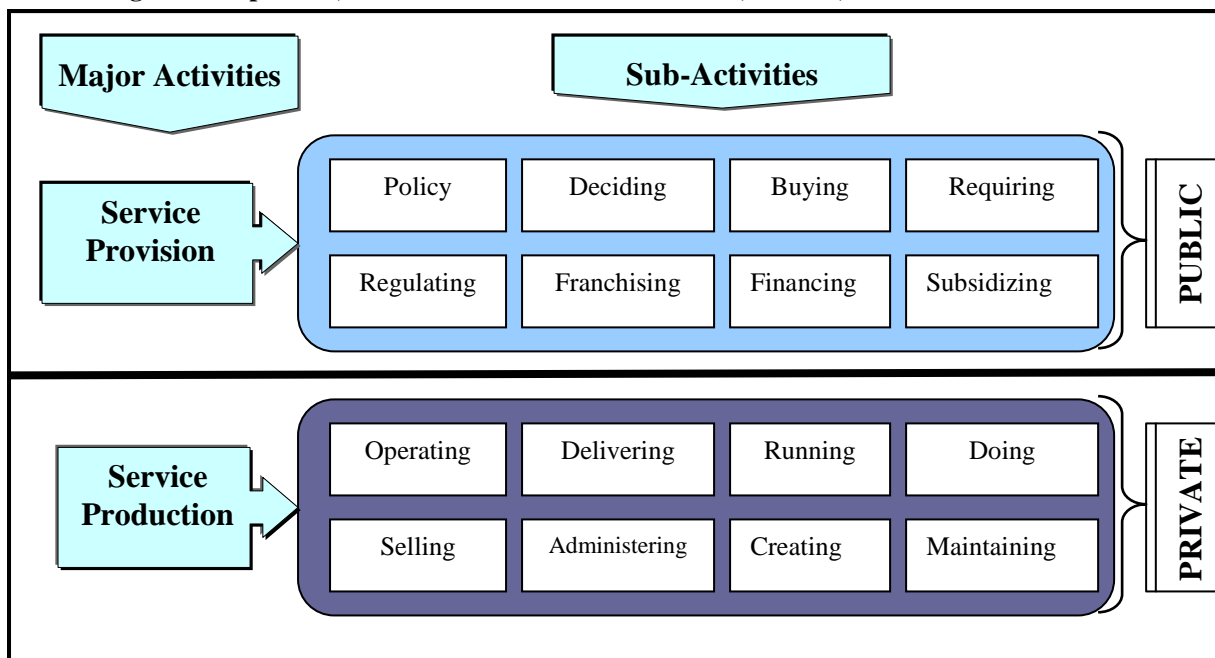 Major Activities
Sub-Activities
Service
Provision
Policy
Deciding
Buying
Requiring
Regulating
Franchising
Financing
Subsidizing
PUBLIC
Service
Production
Operating
Delivering
Running
Doing
Selling
Administering
Creating
Maintaining
PRIVATE